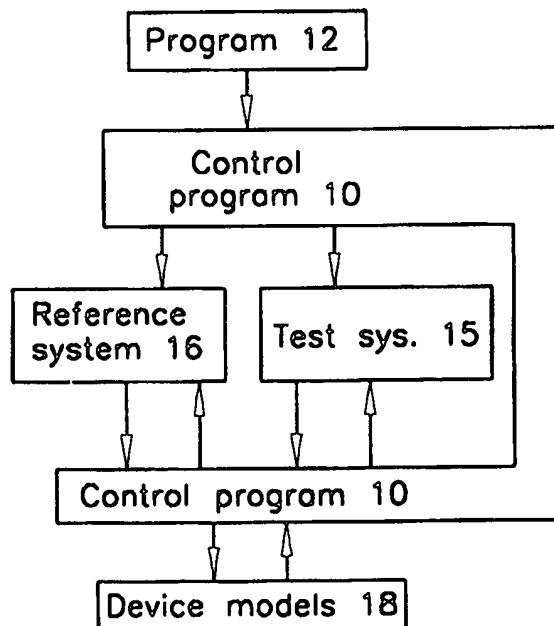 Program 12
Control
program 10
Reference
system 16
Test sys. 15
Control program 10
Device models 18